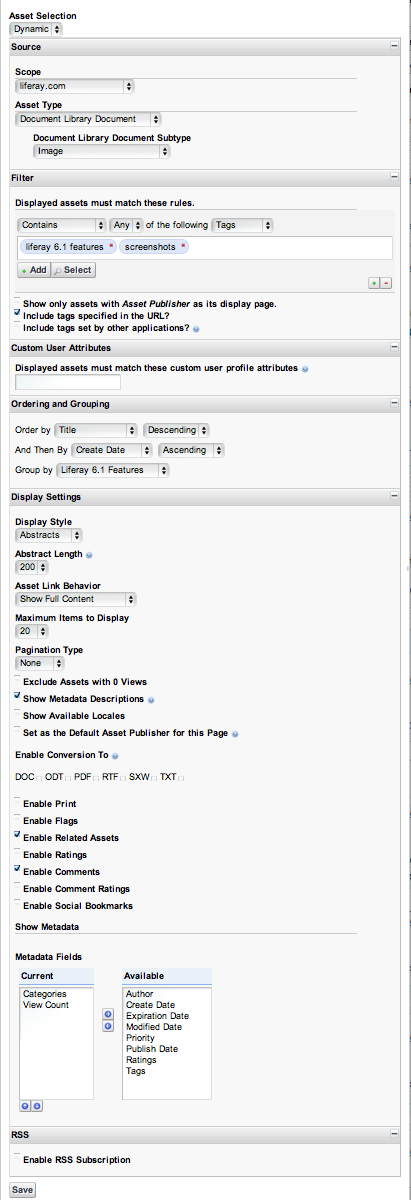 Asset Selection
Dynamic
Source
Scope
liferay.com
Asset Type
Document Library Document
Document Library Document Subtype
Image
Filter
Displayed assets must match these rules.
Contains Any of the following Tags
liferay 6.1 features * screenshots *
+ Add Select
+ −
Show only assets with Asset Publisher as its display page.
Include tags specified in the URL?
Include tags set by other applications?
Custom User Attributes
Displayed assets must match these custom user profile attributes
Ordering and Grouping
Order by Title Descending
And Then By Create Date Ascending
Group by Liferay 6.1 Features
Display Settings
Display Style
Abstracts
Abstract Length
200
Asset Link Behavior
Show Full Content
Maximum Items to Display
20
Pagination Type
None
Exclude Assets with 0 Views
Show Metadata Descriptions
Show Available Locales
Set as the Default Asset Publisher for this Page
Enable Conversion To
DOC ODT PDF RTF SXW TXT
Enable Print
Enable Flags
Enable Related Assets
Enable Ratings
Enable Comments
Enable Comment Ratings
Enable Social Bookmarks
Show Metadata
Metadata Fields
Current
Categories
View Count
Available
Author
Create Date
Expiration Date
Modified Date
Priority
Publish Date
Ratings
Tags
RSS
Enable RSS Subscription
Save